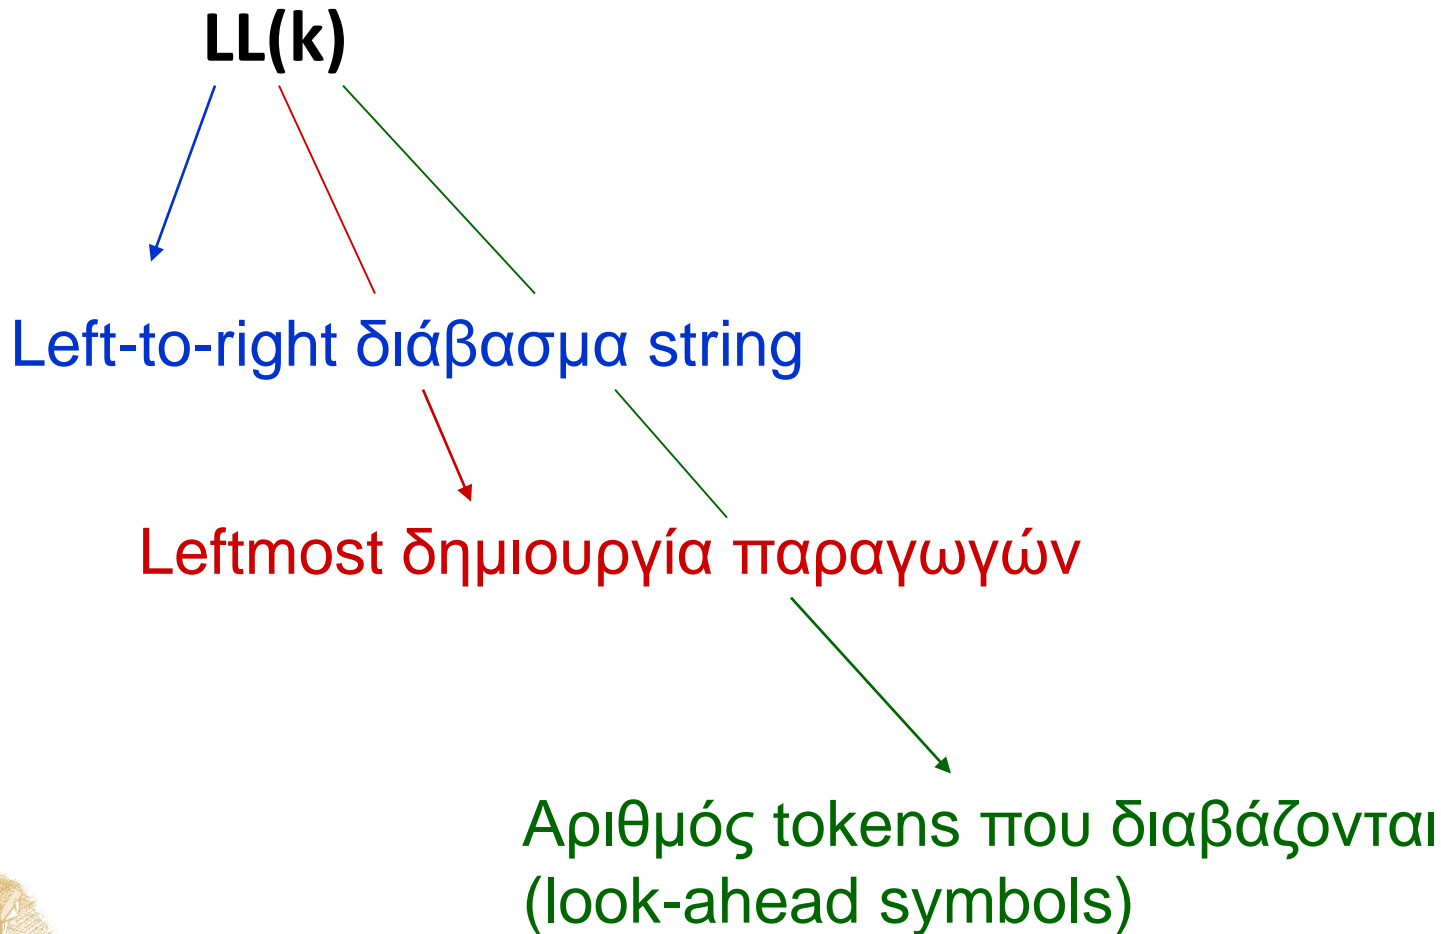 LL(k)
Left-to-right διάβασμα string
Leftmost δημιουργία παραγωγών
Αριθμός tokens που διαβάζονται
(look-ahead symbols)